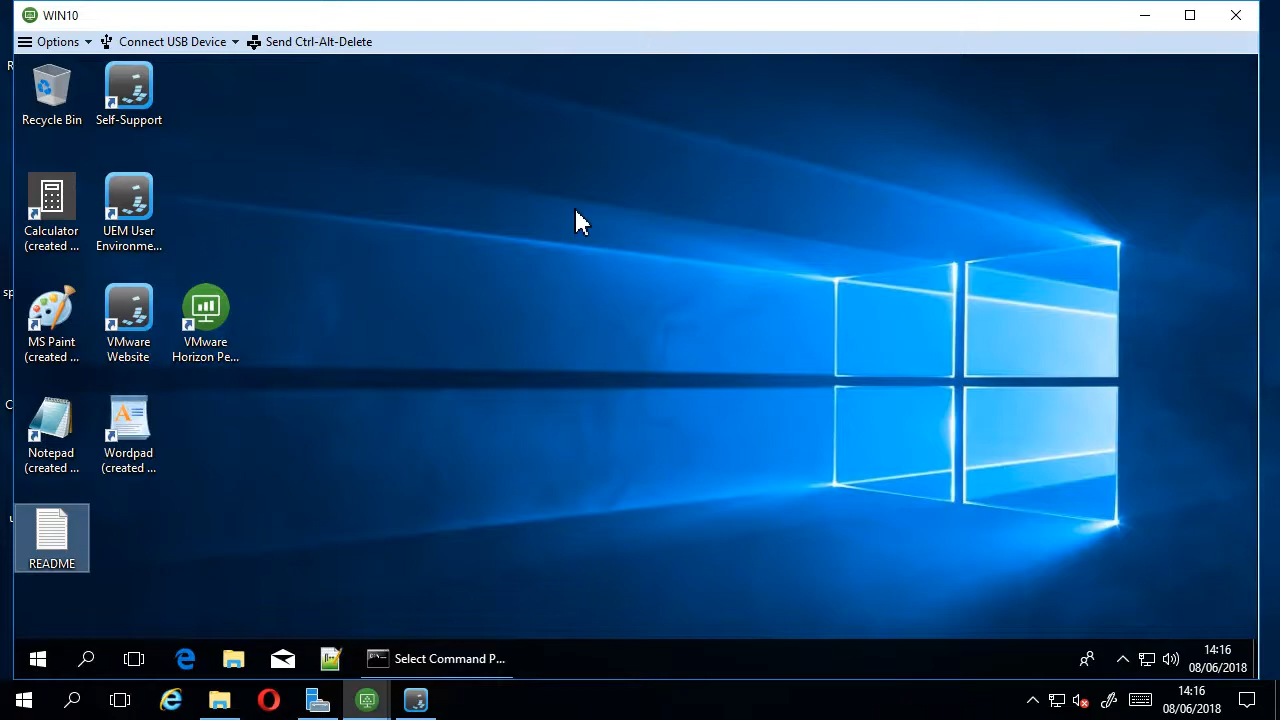 WIN10
Options
Connect USB Device
Send Ctrl-Alt-Delete
Recycle Bin
Self-Support
Calculator
(created ...
UEM User
Environme...
MS Paint
(created ...
VMware
Website
VMware
Horizon Pe...
Notepad
(created ...
Wordpad
(created ...
README
Select Command P...
14:16
08/06/2018
14:16
08/06/2018